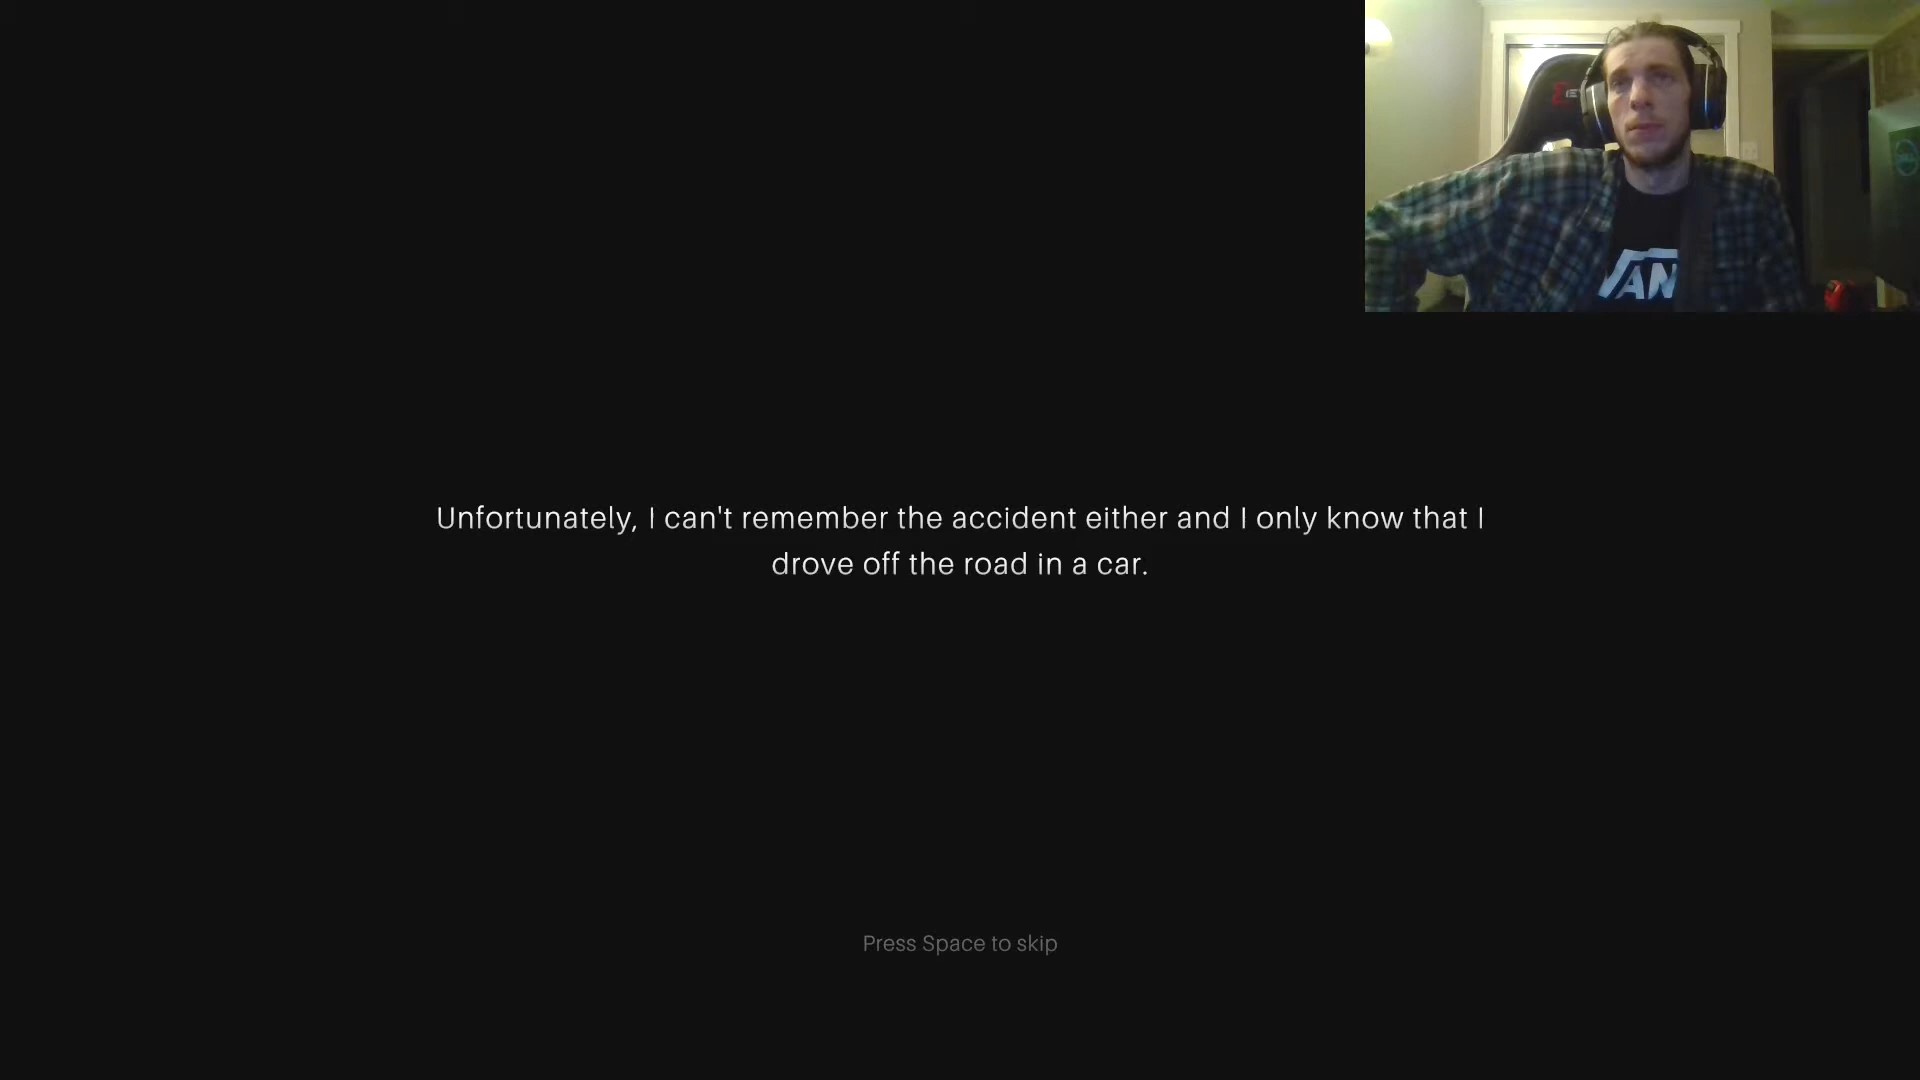 VAN
Unfortunately, I can't remember the accident either and I only know that I
drove off the road in a car.
Press Space to skip